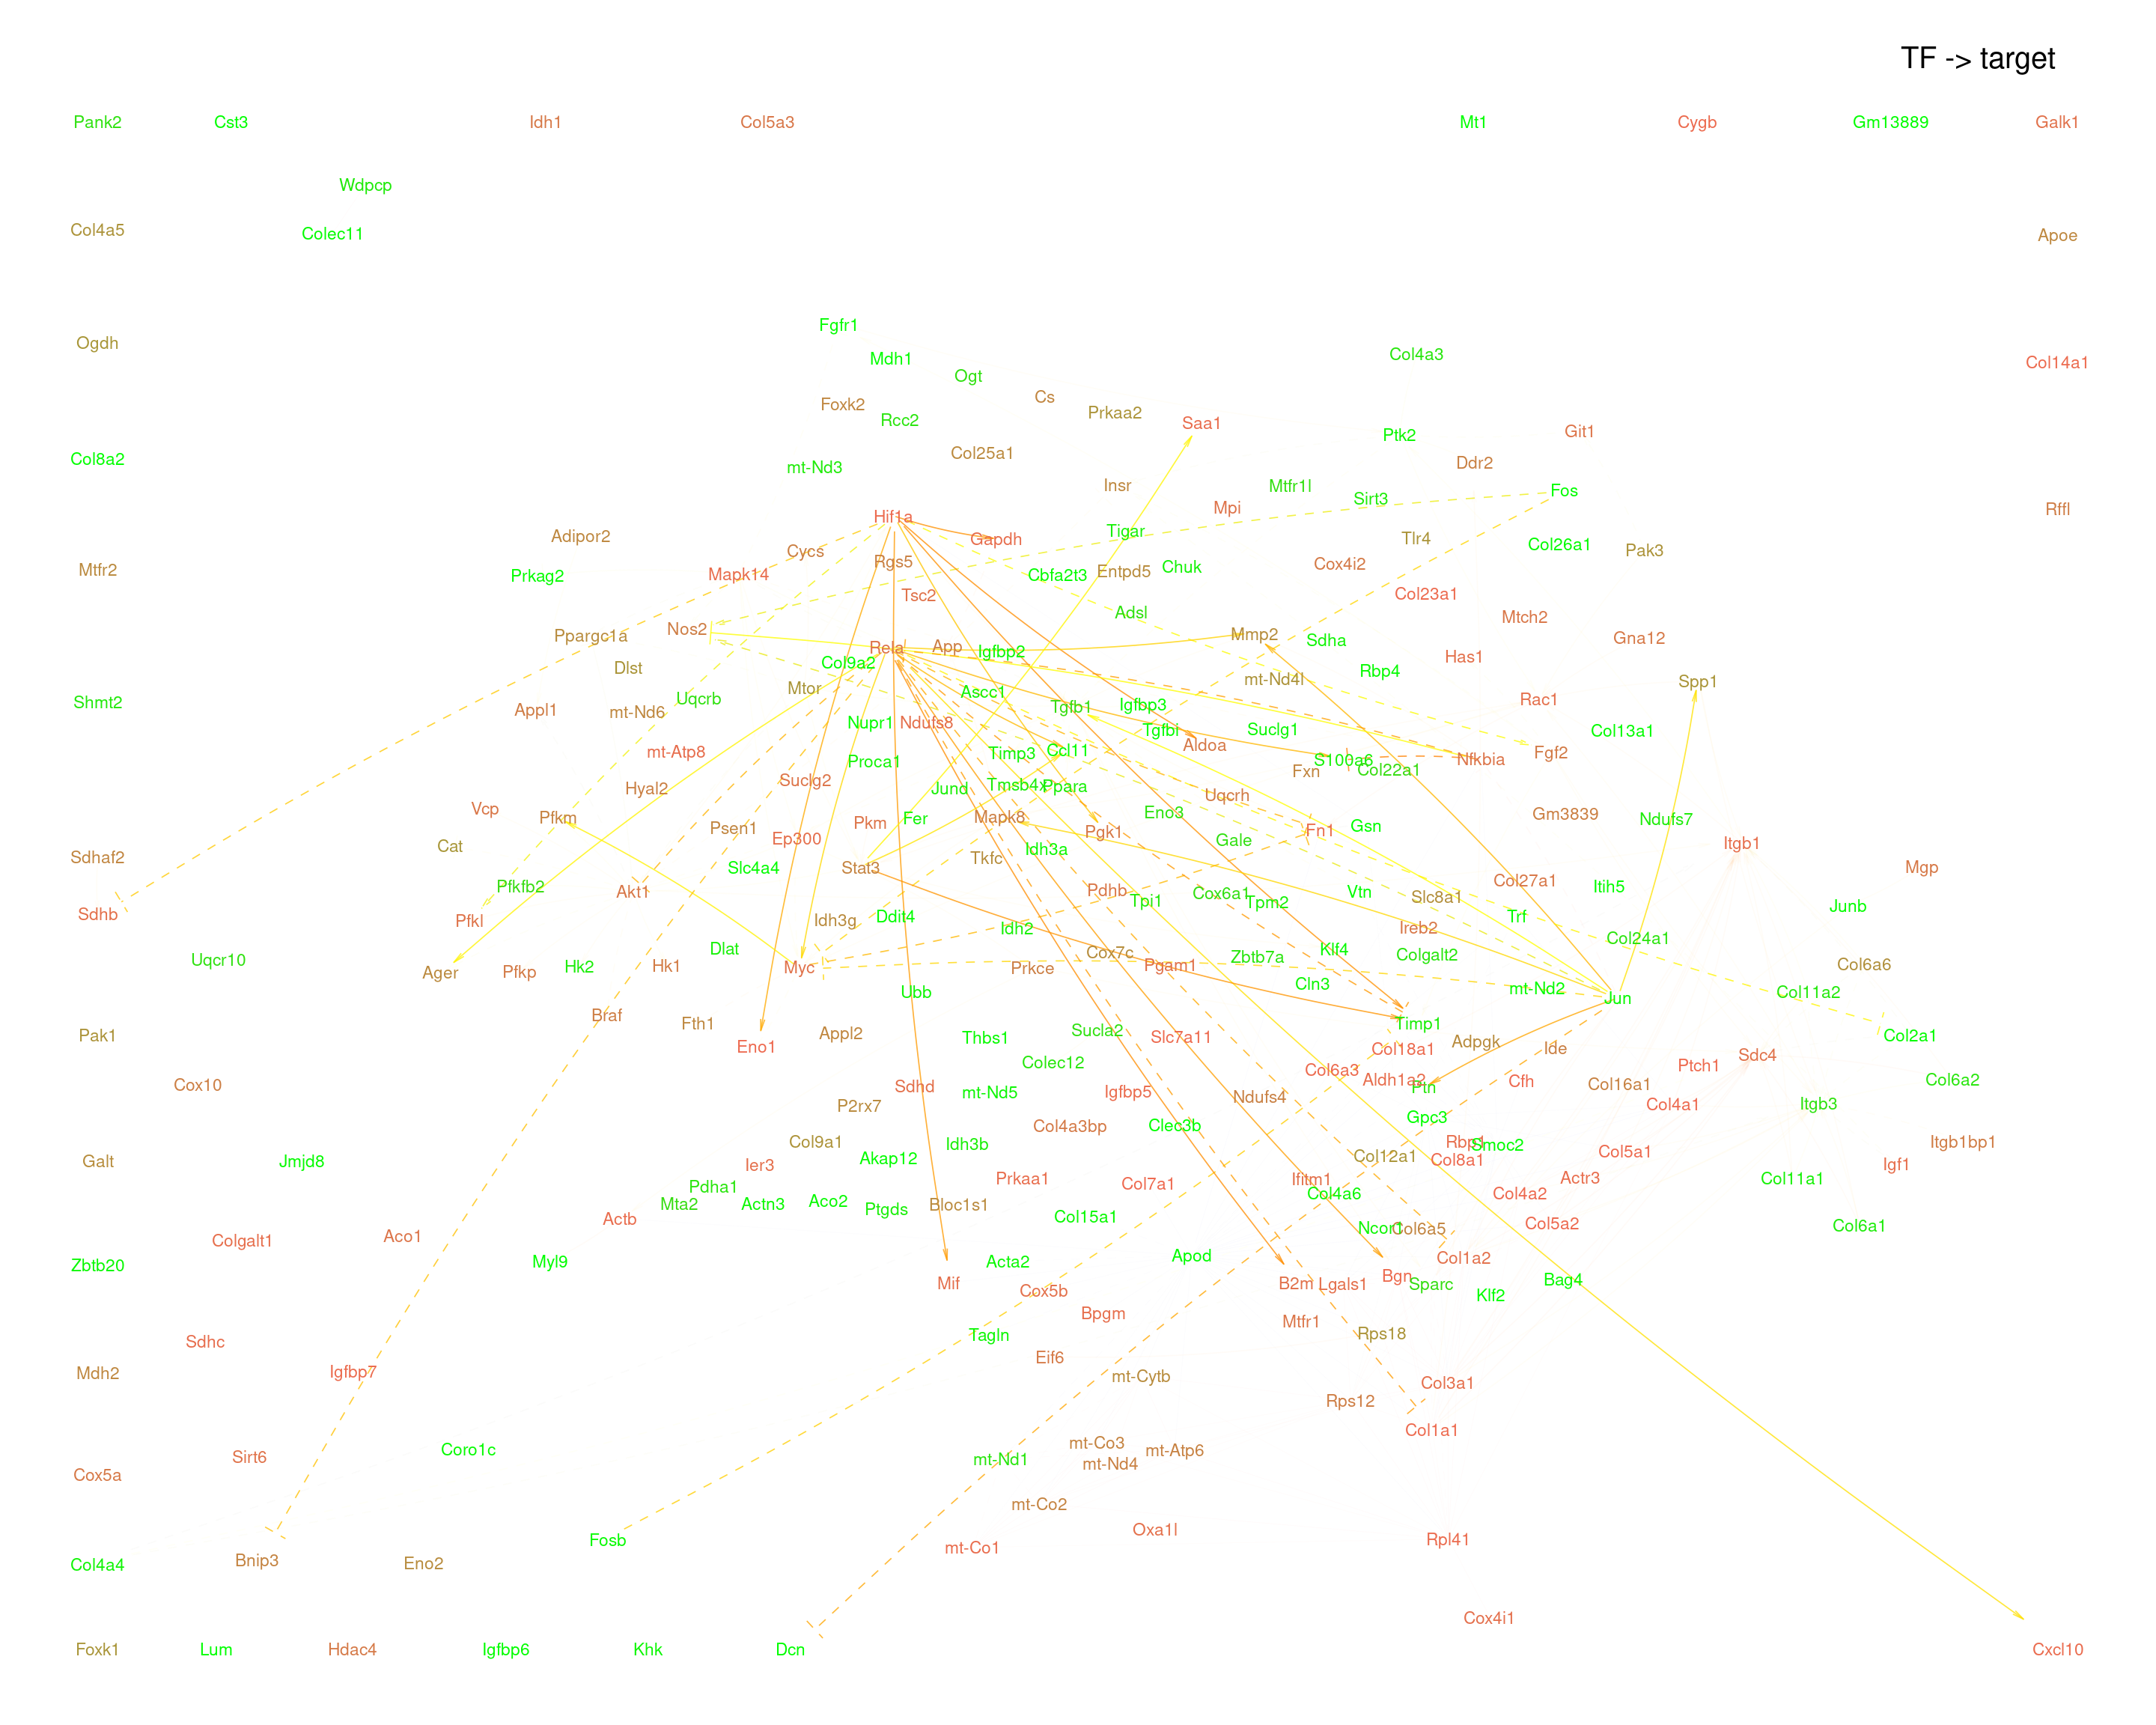 TF -> target
Pank2 Cst3 Idh1 Col5a3 Mt1 Cygb Gm13889 Galk1
Wdpcp
Col4a5 Colec11 Apoe
Fgfr1
Ogdh Mdh1 Ogt Col4a3 Col14a1
Foxk2 Cs Prkaa2
Rcc2 Saa1 Ptk2 Git1
Col8a2 mt-Nd3 Col25a1 Ddr2
Insr Mtfr1l Sirt3 Fos
Hif1a Mpi Rffl
Adipor2 Cycs Gapdh Tigar Tlr4 Col26a1 Pak3
Mtfr2 Prkag2 Mapk14 Rgs5 Cbfa2t3 Entpd5 Chuk Cox4i2
Tsc2 Adsl Col23a1 Mtch2
Ppargc1a Nos2 Rela App Igfbp2 Mmp2 Sdha Has1 Gna12
Dlst Col9a2 mt-Nd4l Rbp4 Spp1
Shmt2 Appl1 mt-Nd6 Uqcrb Mtor Ascc1 Tgfb1 Igfbp3 Rac1
Nupr1 Ndufs8 Tgfbi Suclg1 Col13a1
mt-Atp8 Proca1 Timp3 Ccl11 Aldoa S100a6 Nfkbia Fgf2
Hyal2 Suclg2 Jund Tmsb4x Ppara Fxn Col22a1
Vcp Pfkm Psen1 Pkm Fer Mapk8 Eno3 Uqcrh Gm3839 Ndufs7
Cat Ep300 Idh3a Pgk1 Gale Fn1 Gsn Itgb1
Sdhaf2 Slc4a4 Stat3 Tkfc Mgp
Pfkfb2 Akt1 Pdhb Cox6a1 Vtn Col27a1 Itih5
Sdhb Pfkl Idh3g Ddit4 Idh2 Tpi1 Tpm2 Slc8a1 Trf Junb
Uqcr10 Dlat Cox7c Zbtb7a Klf4 Ireb2 Colgalt2 Col24a1
Ager Pfkp Hk2 Hk1 Myc Prkce Pgam1 Cln3 mt-Nd2 Col6a6
Ubb Jun Col11a2
Pak1 Braf Fth1 Appl2 Thbs1 Sucla2 Slc7a11 Timp1 Adpgk Col2a1
Eno1 Colec12 Col18a1 Ide Sdc4
Cox10 Sdhd mt-Nd5 Igfbp5 Ndufs4 Col6a3 Aldh1a2 Ptn Cfh Col16a1 Ptch1 Col6a2
P2rx7 Col4a3bp Clec3b Gpc3 Col4a1 Itgb3
Galt Jmjd8 Ier3 Col9a1 Akap12 Idh3b Col12a1 Rbp1 Col8a1 Smoc2 Col5a1 Igf1 Itgb1bp1
Pdha1 Prkaa1 Col7a1 Ifitm1 Actr3 Col11a1
Actb Mta2 Actn3 Aco2 Ptgds Bloc1s1 Col15a1 Col4a6 Col4a2
Colgalt1 Aco1 Ncor1 Col6a5 Col5a2 Col6a1
Zbtb20 Myl9 Acta2 Apod Col1a2
Mif Cox5b B2m Lgals1 Bgn Sparc Klf2 Bag4
Sdhc Tagln Bpgm Mtfr1 Rps18
Mdh2 Igfbp7 Eif6 mt-Cytb Col3a1
Rps12
Sirt6 Coro1c mt-Nd1 mt-Co3 mt-Atp6 Col1a1
Cox5a mt-Nd4
mt-Co2
Col4a4 Bnip3 Eno2 Fosb mt-Co1 Oxa1l Rpl41
Cox4i1
Foxk1 Lum Hdac4 Igfbp6 Khk Dcn Cxcl10